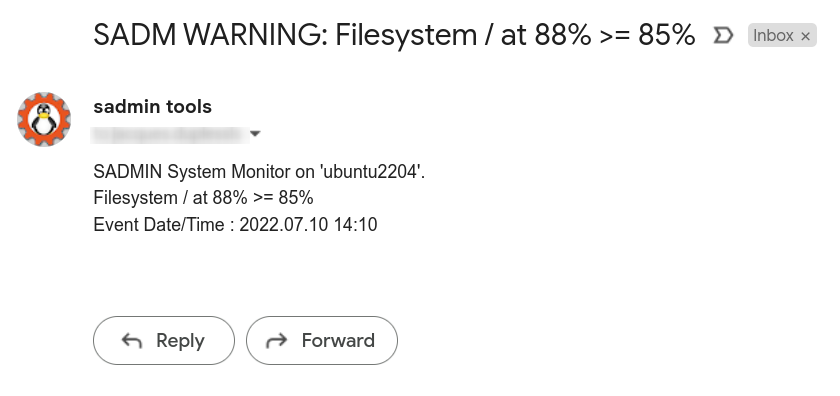 SADM WARNING: Filesystem / at 88% >= 85%
Inbox ×
sadmin tools
SADMIN System Monitor on 'ubuntu2204'.
Filesystem / at 88% >= 85%
Event Date/Time : 2022.07.10 14:10
Reply
Forward